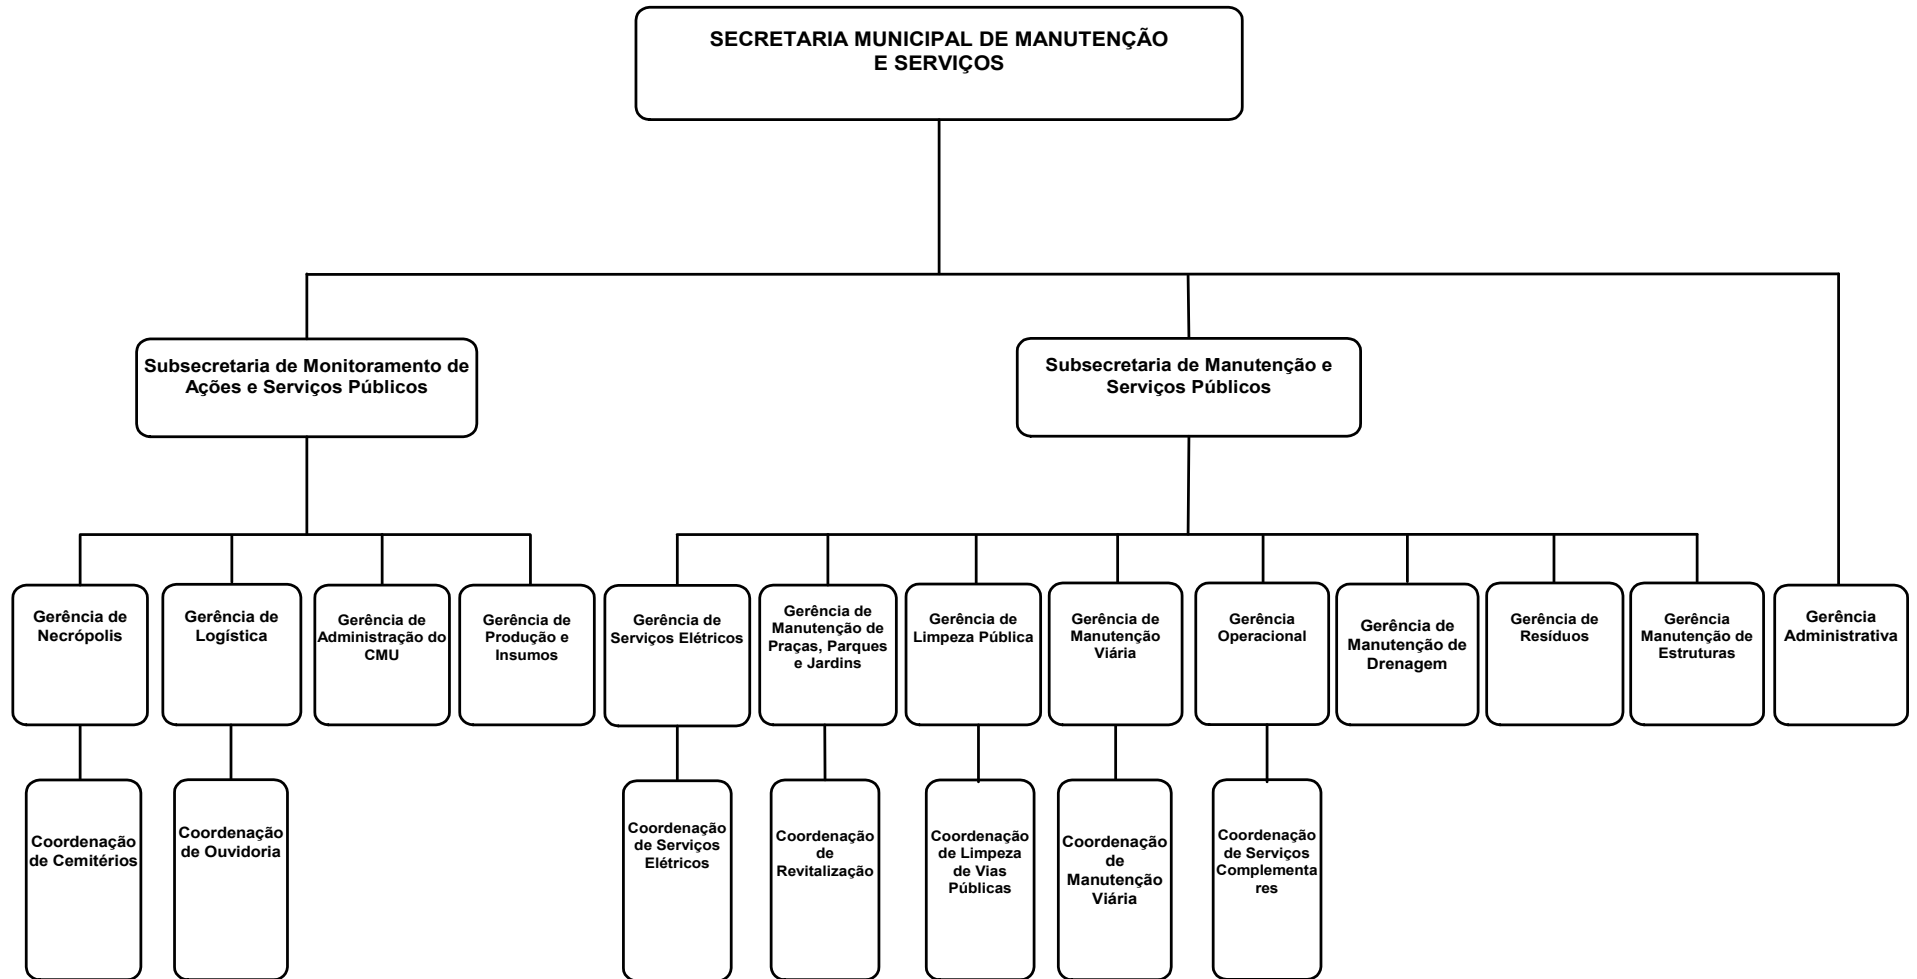 SECRETARIA MUNICIPAL DE MANUTENÇÃO
E SERVIÇOS
Subsecretaria de Monitoramento de
Ações e Serviços Públicos
Subsecretaria de Manutenção e
Serviços Públicos
Gerência de
Necrópolis
Gerência de
Logística
Gerência de
Administração do
CMU
Gerência de
Produção e
Insumos
Gerência de
Serviços Elétricos
Gerência de
Manutenção de
Praças, Parques
e Jardins
Gerência de
Limpeza Pública
Gerência de
Manutenção
Viária
Gerência
Operacional
Gerência de
Manutenção de
Drenagem
Gerência de
Resíduos
Gerência
Manutenção de
Estruturas
Gerência
Administrativa
Coordenação
de Cemitérios
Coordenação
de Ouvidoria
Coordenação
de Serviços
Elétricos
Coordenação
de
Revitalização
Coordenação
de Limpeza
de Vias
Públicas
Coordenação
de
Manutenção
Viária
Coordenação
de Serviços
Complementa
res